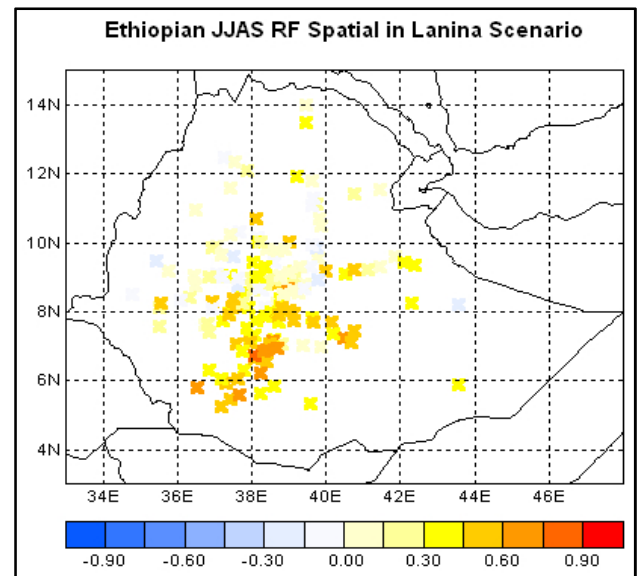 Ethiopian JJAS RF Spatial in Lanina Scenario
14N
12N
10N
8N
6N
4N
34E 36E 38E 40E 42E 44E 46E
-0.90 -0.60 -0.30 0.00 0.30 0.60 0.90